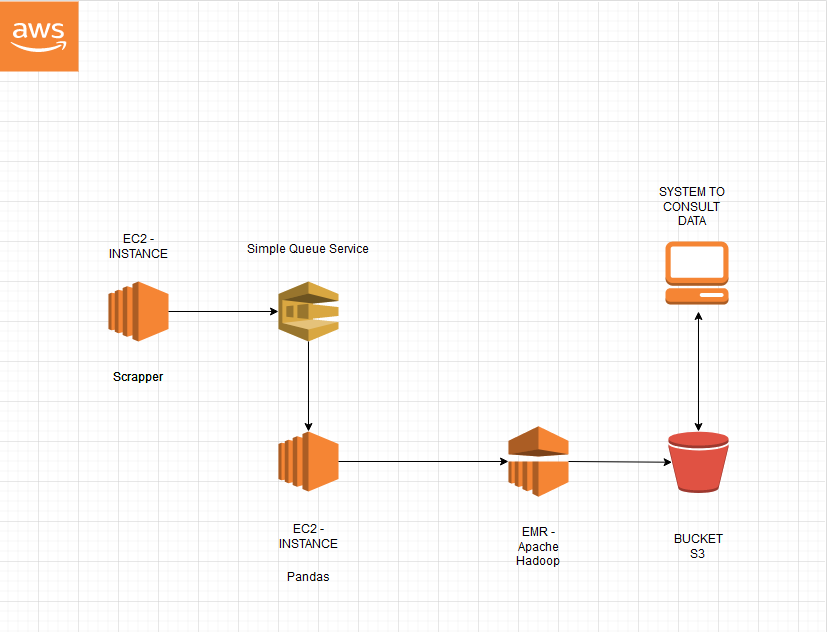 aws
SYSTEM TO
CONSULT
DATA
EC2 -
INSTANCE
Simple Queue Service
Scrapper
EC2 -
INSTANCE
Pandas
EMR -
Apache
Hadoop
BUCKET
S3